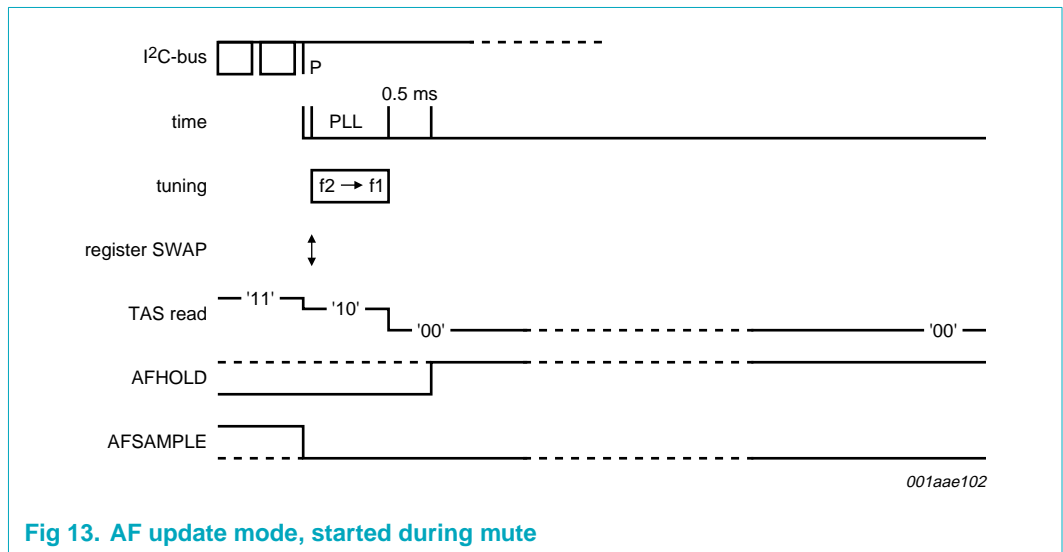 I2C-bus
P
0.5 ms
time
PLL
tuning
f2 → f1
register SWAP
TAS read
'11'
'10'
'00'
'00'
AFHOLD
AFSAMPLE
001aae102
Fig 13. AF update mode, started during mute